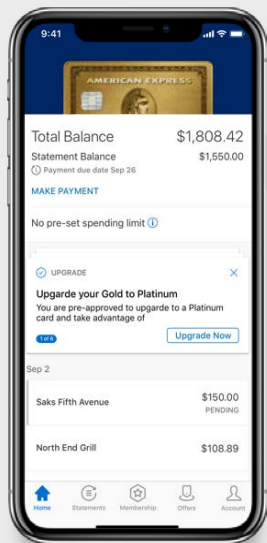 9:41
AMERICAN EXPRESS
Total Balance $1,808.42
Statement Balance $1,550.00
Payment due date Sep 26
MAKE PAYMENT
No pre-set spending limit
UPGRADE
Upgarde your Gold to Platinum
You are pre-approved to upgarde to a Platinum
card and take advantage of
1 of 6 Upgrade Now
Sep 2
Saks Fifth Avenue $150.00
PENDING
North End Grill $108.89
Home Statements Membership Offers Account